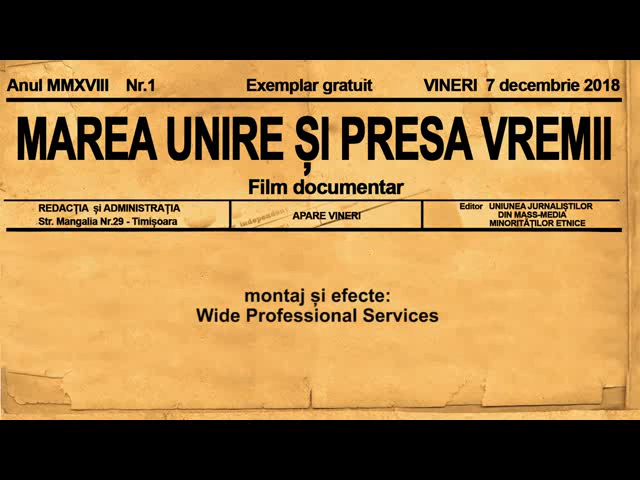 Anul MMXVIII Nr.1 Exemplar gratuit VINERI 7 decembrie 2018
MAREA UNIRE ȘI PRESA VREMII
Film documentar
REDACȚIA și ADMINISTRAȚIA
Str. Mangalia Nr.29 - Timișoara
APARE VINERI
Editor UNIUNEA JURNALIȘTILOR
DIN MASS-MEDIA
MINORITĂȚILOR ETNICE
montaj și efecte:
Wide Professional Services